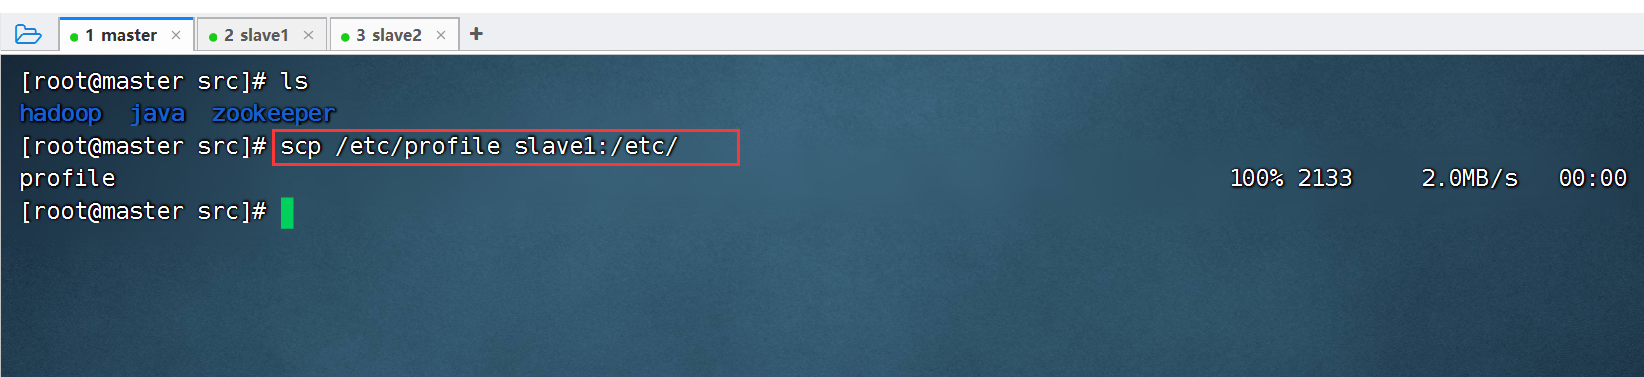 1 master × 2 slave1 × 3 slave2 × +
[root@master src]# ls
hadoop java zookeeper
[root@master src]# scp /etc/profile slave1:/etc/
profile 100% 2133 2.0MB/s 00:00
[root@master src]#